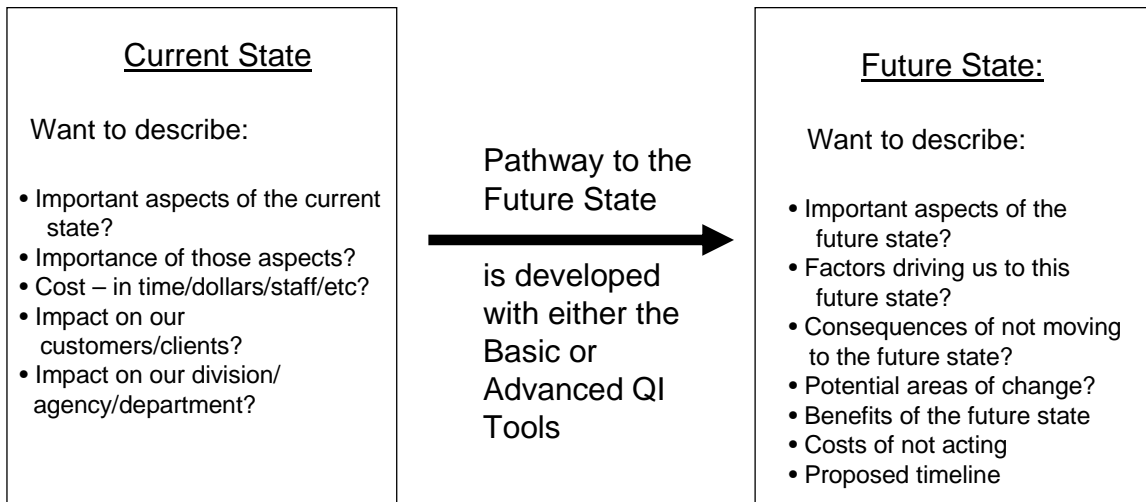 Current State
Want to describe:
• Important aspects of the current
state?
• Importance of those aspects?
• Cost – in time/dollars/staff/etc?
• Impact on our
customers/clients?
• Impact on our division/
agency/department?
Pathway to the
Future State
is developed
with either the
Basic or
Advanced QI
Tools
Future State:
Want to describe:
• Important aspects of the
future state?
• Factors driving us to this
future state?
• Consequences of not moving
to the future state?
• Potential areas of change?
• Benefits of the future state
• Costs of not acting
• Proposed timeline